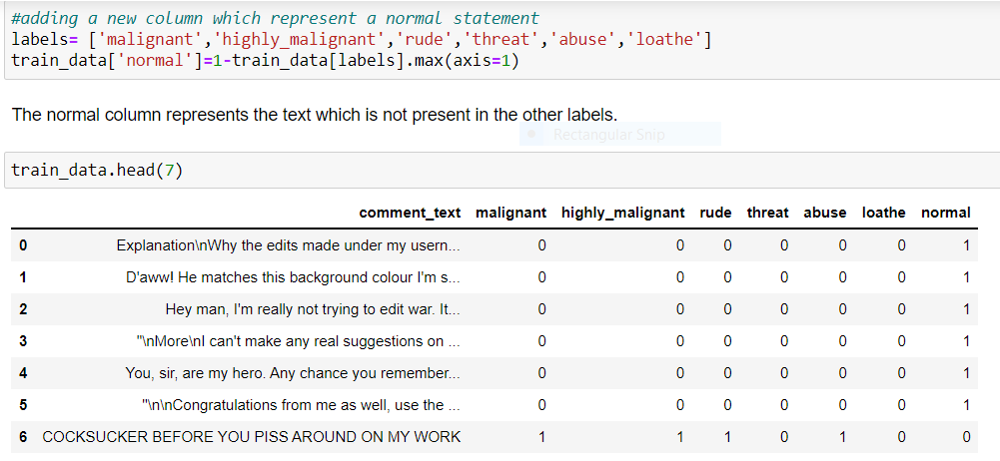 #adding a new column which represent a normal statement
labels= ['malignant','highly_malignant','rude','threat','abuse','loathe']
train_data['normal']=1-train_data[labels].max(axis=1)
The normal column represents the text which is not present in the other labels.
Rectangular Snip
train_data.head(7)
comment_text malignant highly_malignant rude threat abuse loathe normal
0 Explanation\nWhy the edits made under my usern... 0 0 0 0 0 0 1
1 D'aww! He matches this background colour I'm s... 0 0 0 0 0 0 1
2 Hey man, I'm really not trying to edit war. It... 0 0 0 0 0 0 1
3 "\nMore\nI can't make any real suggestions on ... 0 0 0 0 0 0 1
4 You, sir, are my hero. Any chance you remember... 0 0 0 0 0 0 1
5 "\n\nCongratulations from me as well, use the ... 0 0 0 0 0 0 1
6 COCKSUCKER BEFORE YOU PISS AROUND ON MY WORK 1 1 1 0 1 0 0